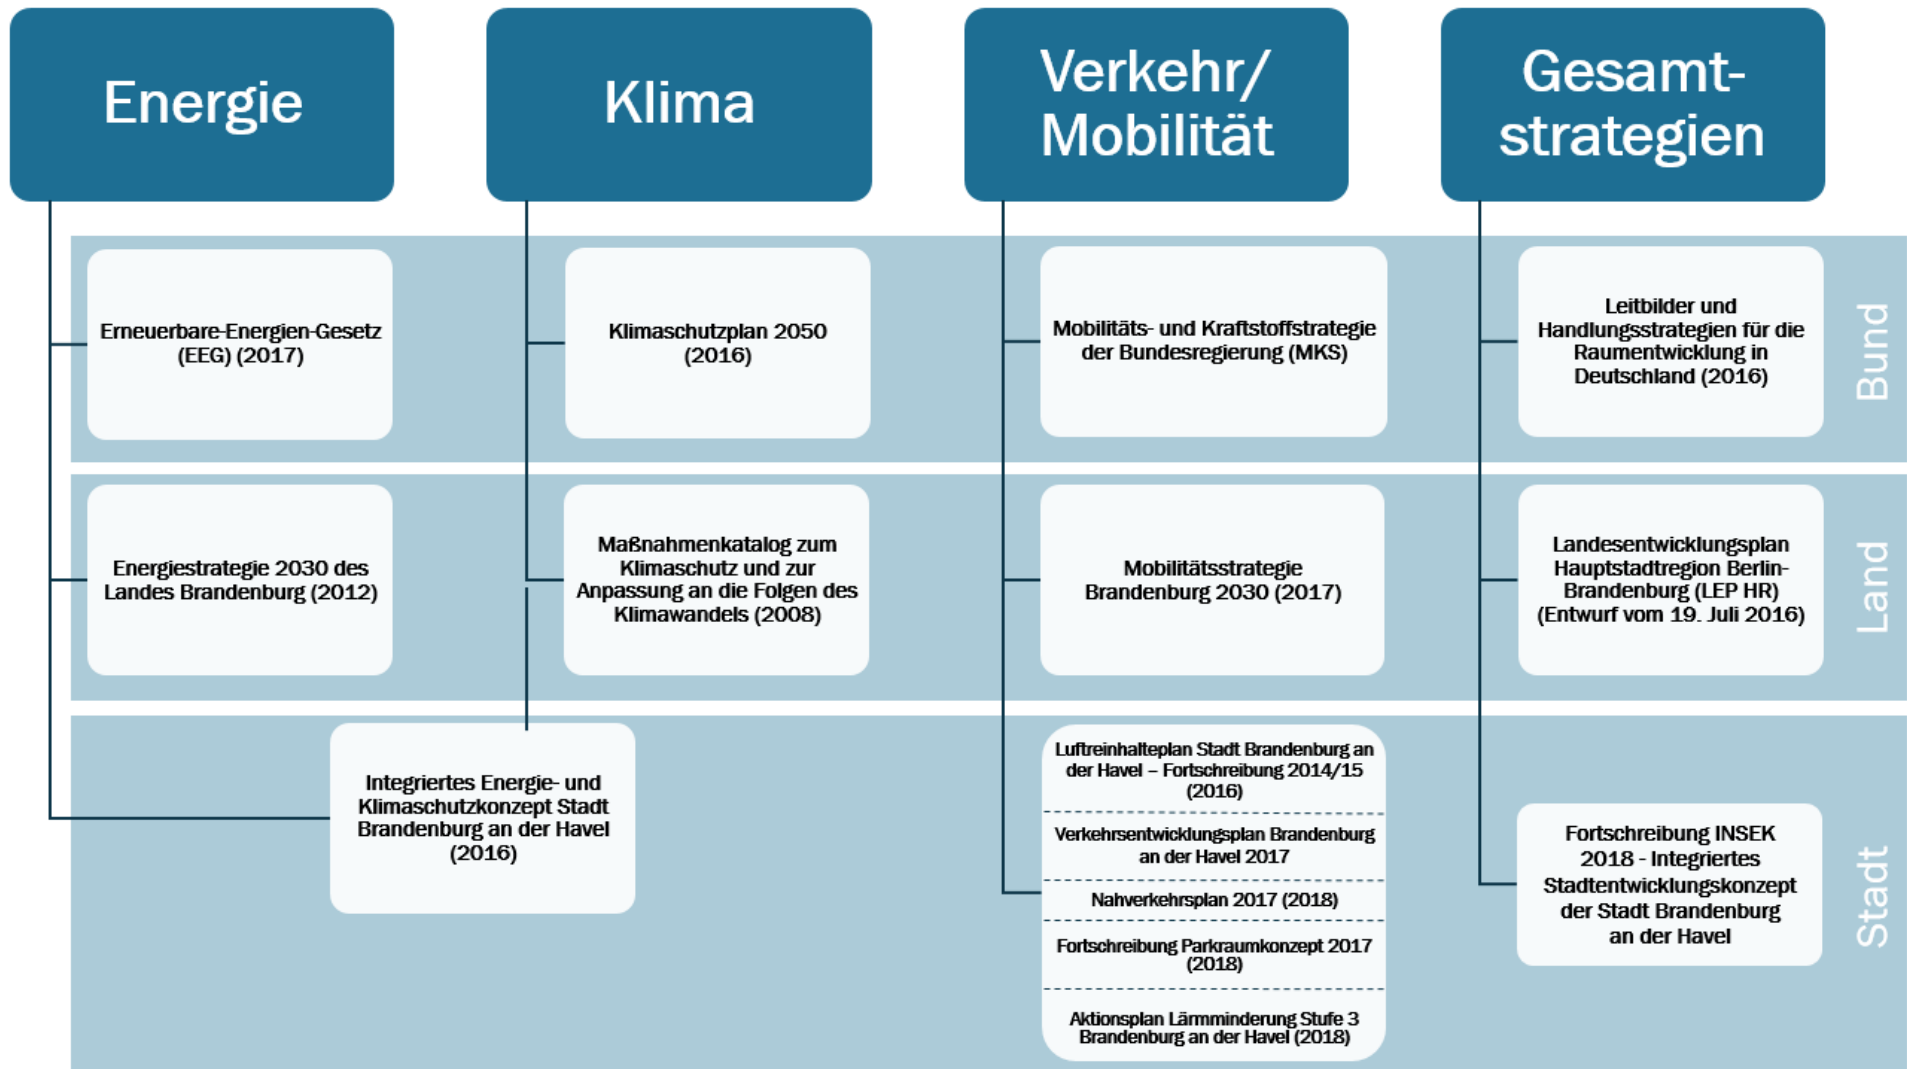 Energie
Klima
Verkehr/
Mobilität
Gesamt-
strategien
Erneuerbare-Energien-Gesetz
(EEG) (2017)
Klimaschutzplan 2050
(2016)
Mobilitäts- und Kraftstoffstrategie
der Bundesregierung (MKS)
Leitbilder und
Handlungsstrategien für die
Raumentwicklung in
Deutschland (2016)
Bund
Energiestrategie 2030 des
Landes Brandenburg (2012)
Maßnahmenkatalog zum
Klimaschutz und zur
Anpassung an die Folgen des
Klimawandels (2008)
Mobilitätsstrategie
Brandenburg 2030 (2017)
Landesentwicklungsplan
Hauptstadtregion Berlin-
Brandenburg (LEP HR)
(Entwurf vom 19. Juli 2016)
Land
Integriertes Energie- und
Klimaschutzkonzept Stadt
Brandenburg an der Havel
(2016)
Luftreinhalteplan Stadt Brandenburg an
der Havel – Fortschreibung 2014/15
(2016)
Verkehrsentwicklungsplan Brandenburg
an der Havel 2017
Nahverkehrsplan 2017 (2018)
Fortschreibung Parkraumkonzept 2017
(2018)
Aktionsplan Lärmminderung Stufe 3
Brandenburg an der Havel (2018)
Fortschreibung INSEK
2018 - Integriertes
Stadtentwicklungskonzept
der Stadt Brandenburg
an der Havel
Stadt